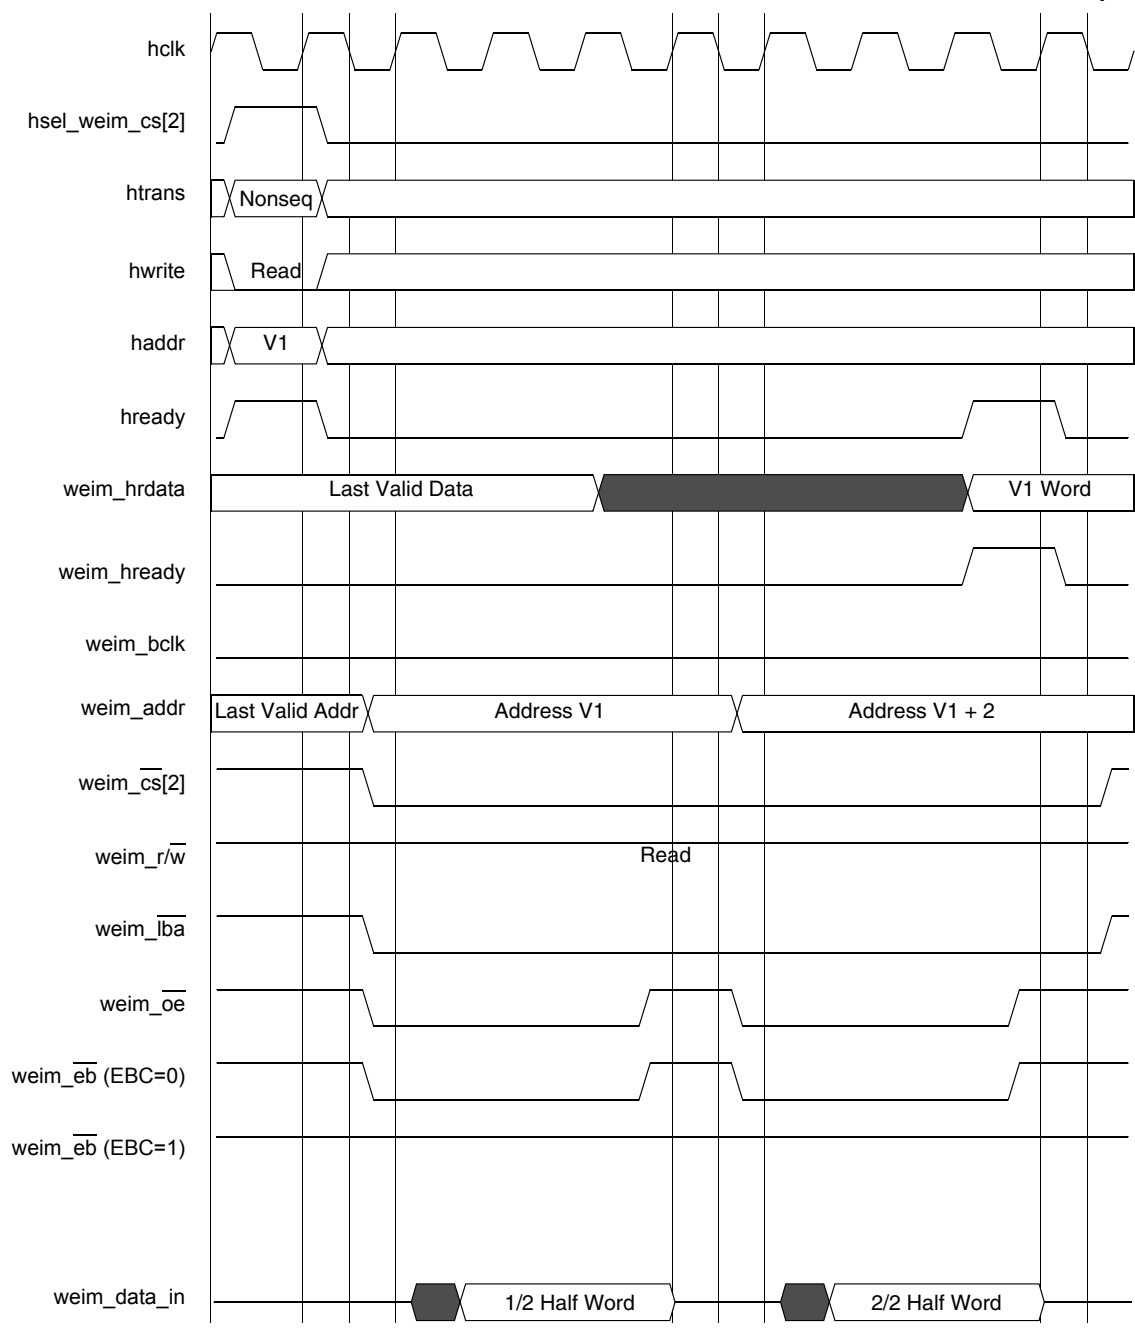 hclk
hsel_weim_cs[2]
htrans Nonseq
hwrite Read
haddr V1
hready
weim_hrdata Last Valid Data V1 Word
weim_hready
weim_bclk
weim_addr Last Valid Addr Address V1 Address V1 + 2
weim_cs[2]
weim_r/w Read
weim_lba
weim_oe
weim_eb (EBC=0)
weim_eb (EBC=1)
weim_data_in 1/2 Half Word 2/2 Half Word